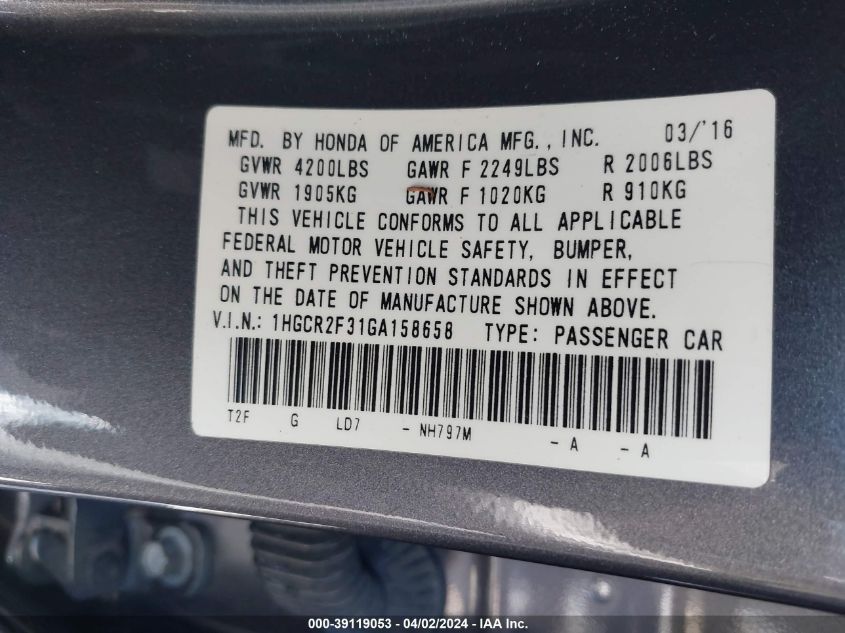 MFD. BY HONDA OF AMERICA MFG., INC. 03/'16
GVWR 4200LBS GAWR F 2249LBS R 2006LBS
GVWR 1905KG GAWR F 1020KG R 910KG
THIS VEHICLE CONFORMS TO ALL APPLICABLE
FEDERAL MOTOR VEHICLE SAFETY, BUMPER,
AND THEFT PREVENTION STANDARDS IN EFFECT
ON THE DATE OF MANUFACTURE SHOWN ABOVE.
V.I.N.: 1HGCR2F31GA158658 TYPE: PASSENGER CAR
T2F G LD7 - NH797M - A - A
000-39119053 - 04/02/2024 - IAA Inc.